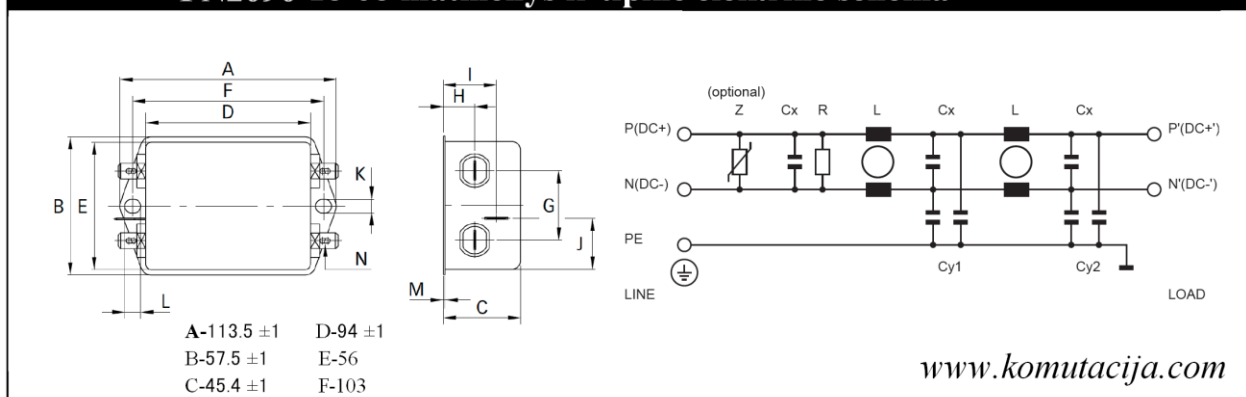 A
F
D
I
H
K
B
E
G
J
N
L
M
C
(optional)
Z Cx R L Cx L Cx
P(DC+) P'(DC+')
N(DC-) N'(DC-')
PE
Cy1 Cy2
LINE LOAD
A-113.5 ±1 D-94 ±1
B-57.5 ±1 E-56
C-45.4 ±1 F-103
www.komutacija.com